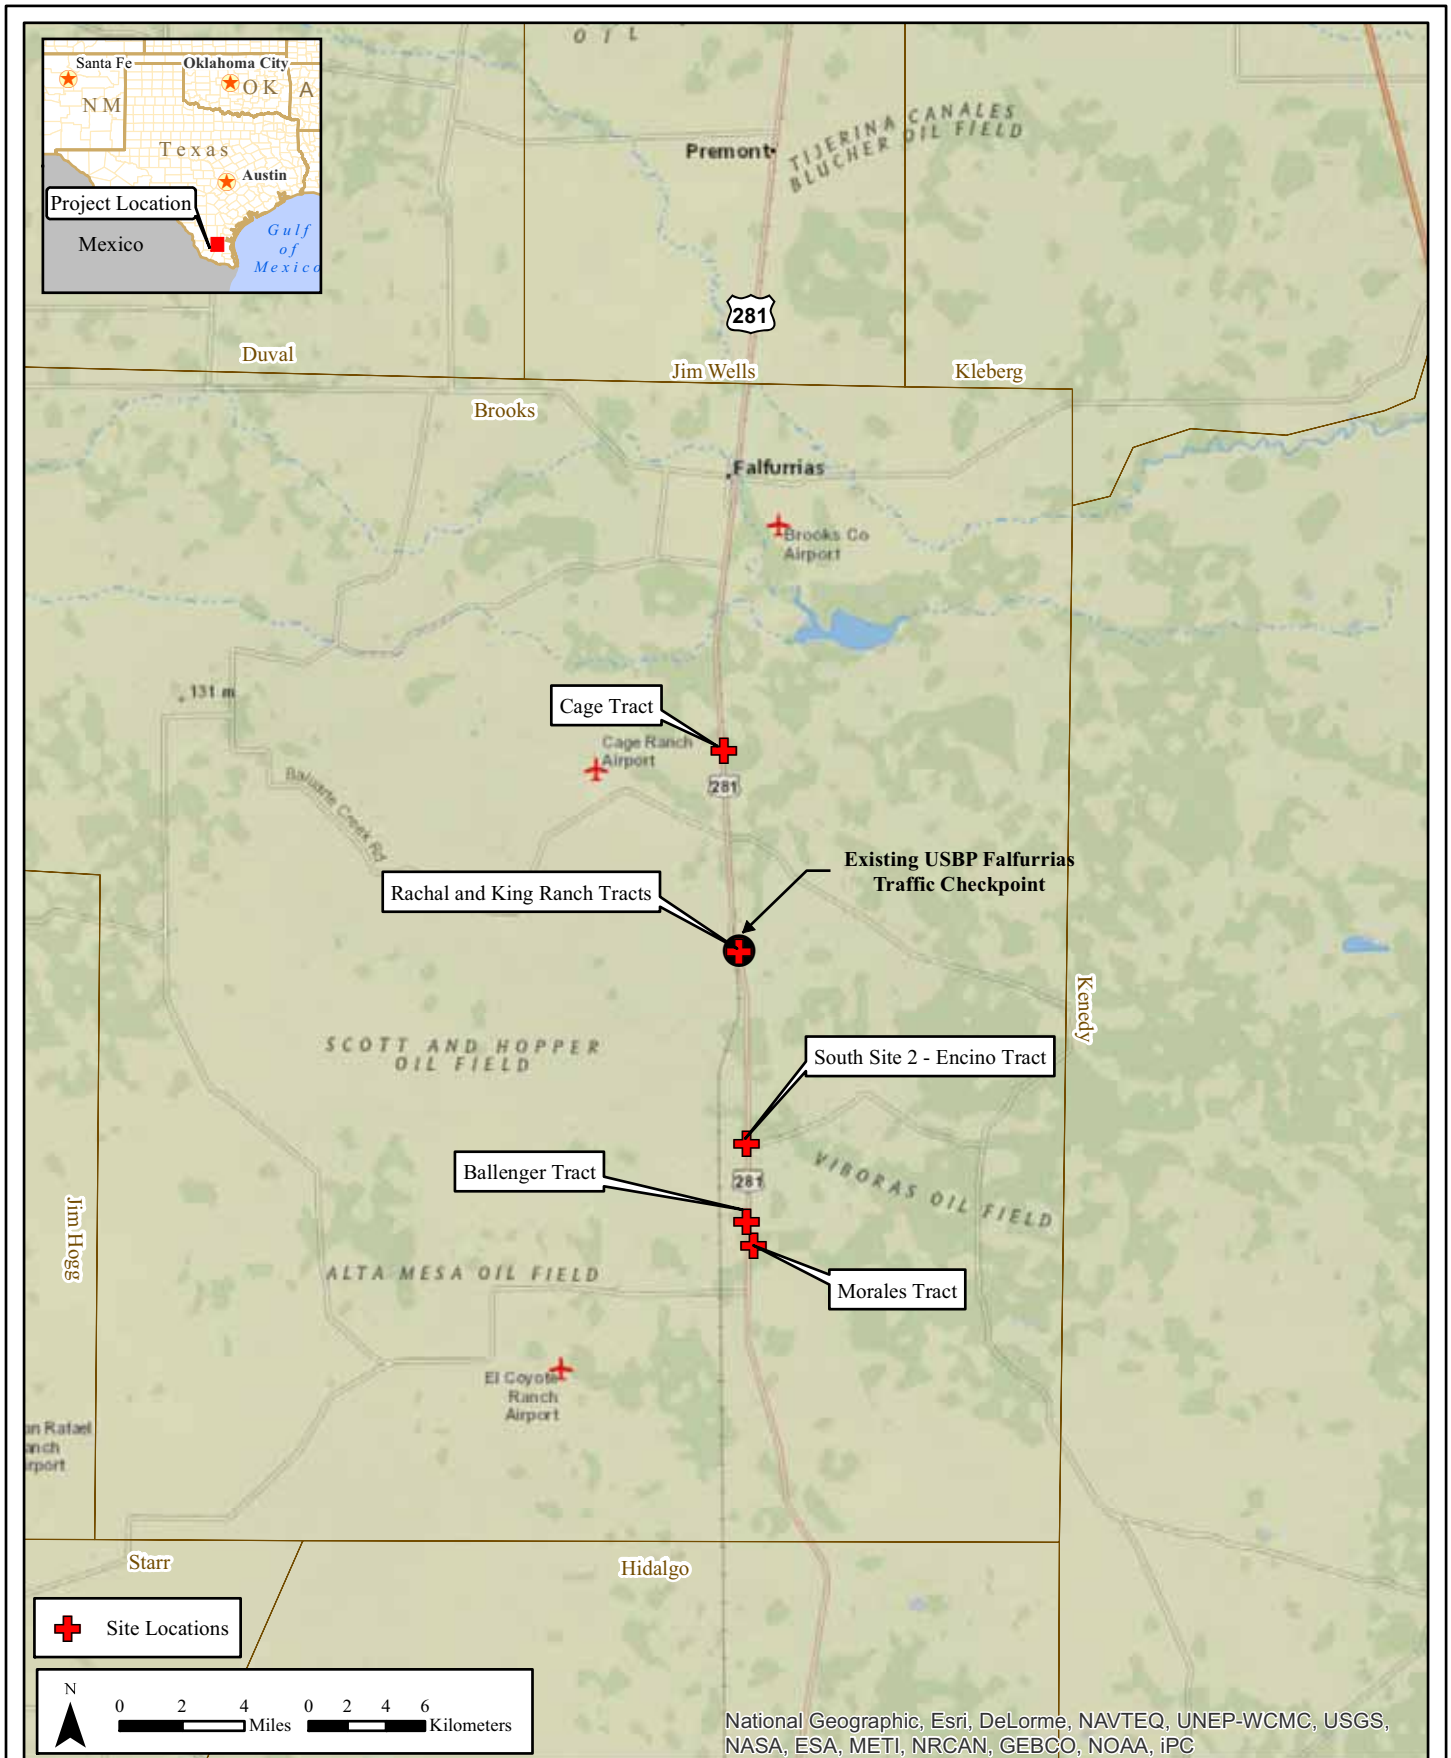 OIL
Santa Fe
Oklahoma City
NM
OK
A
Texas
Austin
Project Location
Mexico
Gulf
of
Mexico
Premont
TIJERINA CANALES
BLUCHER OIL FIELD
281
Duval
Jim Wells
Kleberg
Brooks
Falfurrias
Brooks Co
Airport
131 m
Cage Tract
Cage Ranch
Airport
281
Baluarte Creek Rd
Existing USBP Falfurrias
Traffic Checkpoint
Rachal and King Ranch Tracts
Kenedy
SCOTT AND HOPPER
OIL FIELD
South Site 2 - Encino Tract
Ballenger Tract
281
VIBORAS OIL FIELD
Jim Hogg
ALTA MESA OIL FIELD
Morales Tract
El Coyote
Ranch
Airport
an Rafael
anch
rport
Starr
Hidalgo
Site Locations
N
0 2 4 Miles
0 2 4 6 Kilometers
National Geographic, Esri, DeLorme, NAVTEQ, UNEP-WCMC, USGS,
NASA, ESA, METI, NRCAN, GEBCO, NOAA, iPC